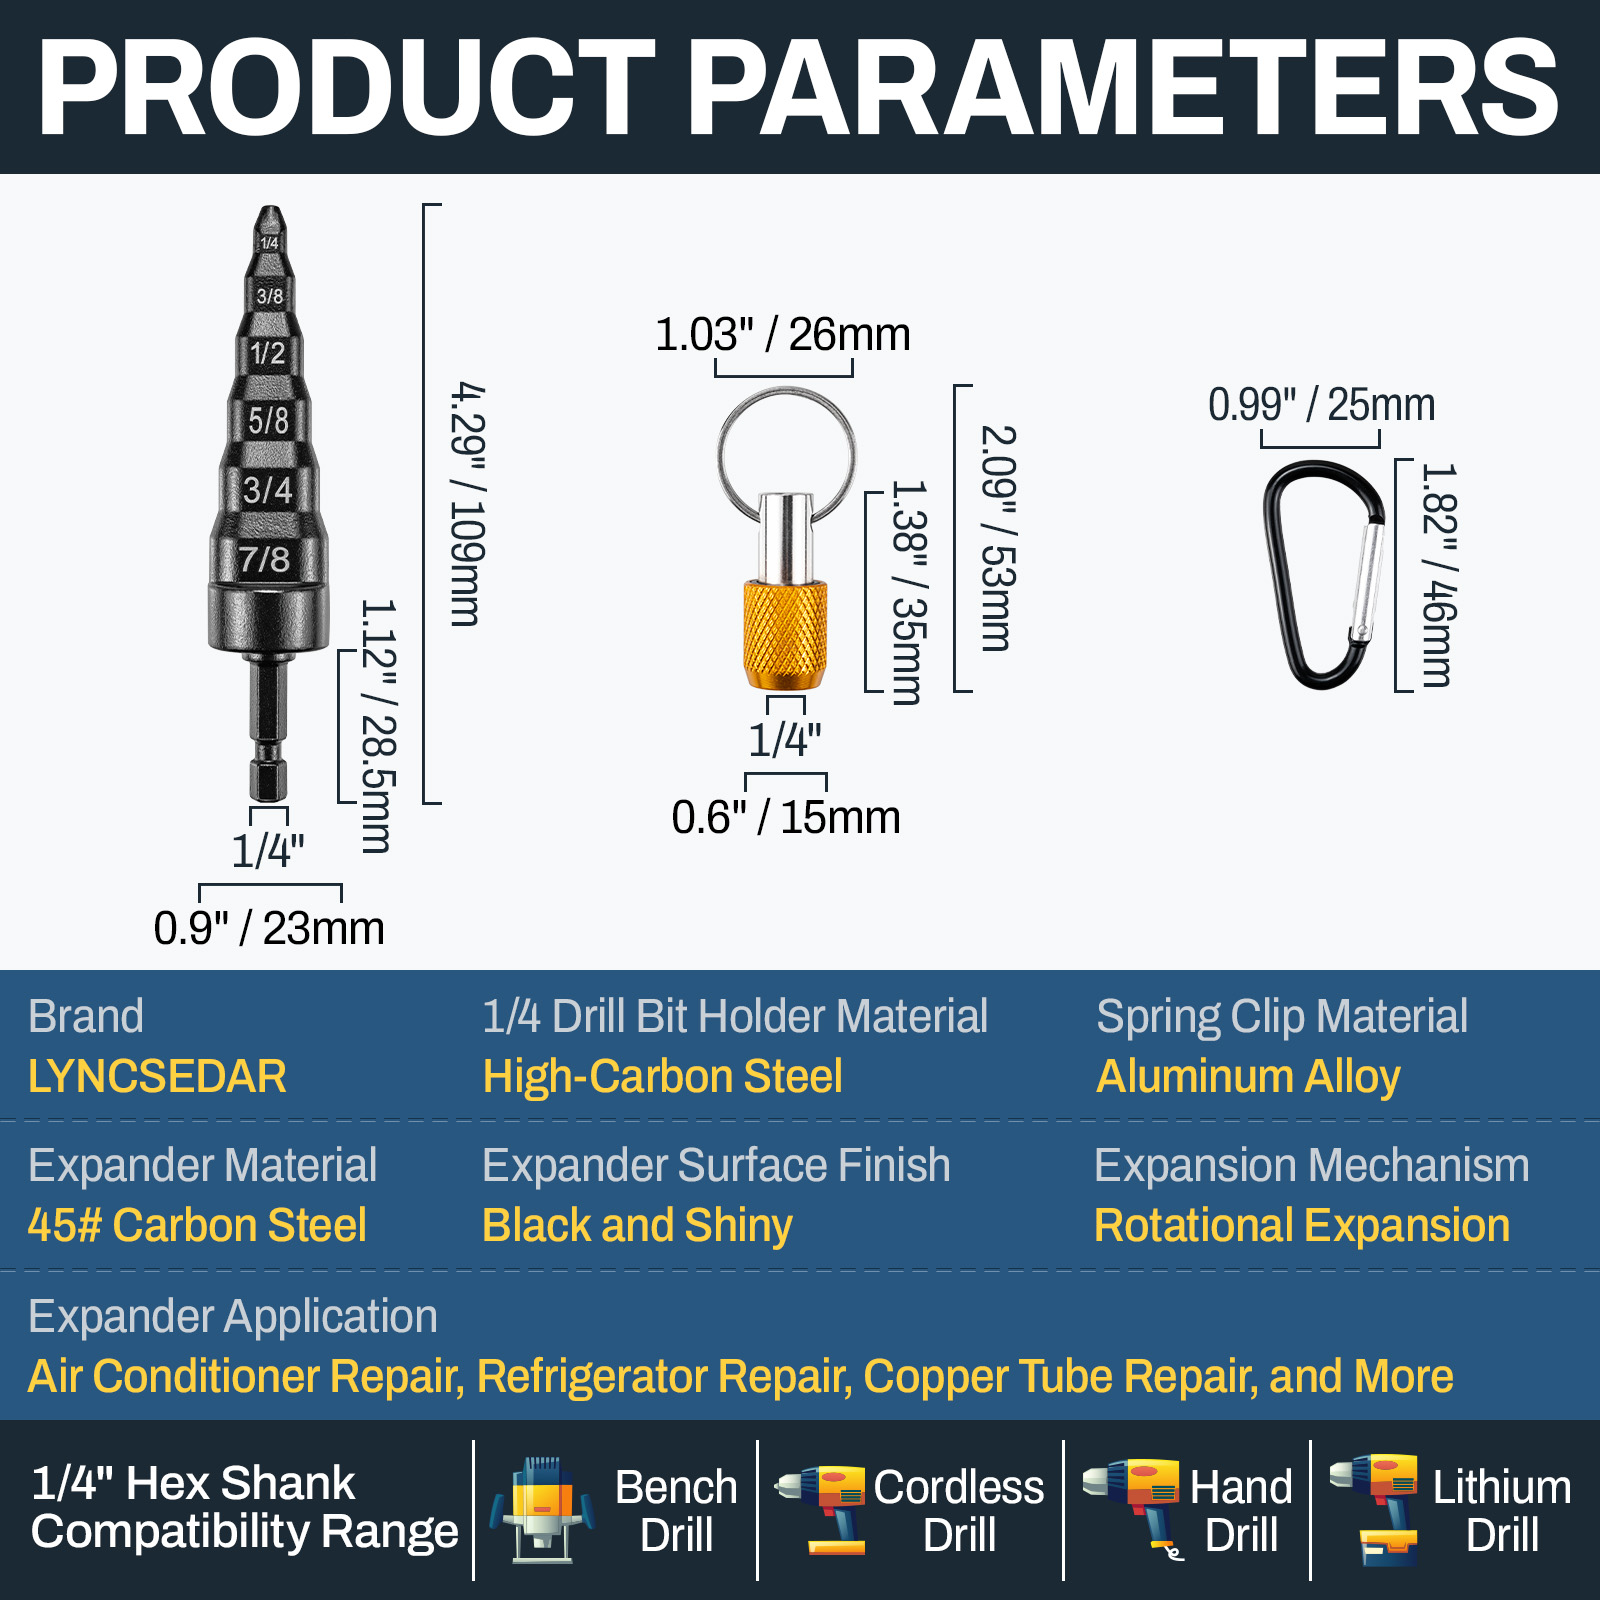 PRODUCT PARAMETERS
1/4
3/8
1/2
5/8
3/4
7/8
4.29" / 109mm
1.12" / 28.5mm
1/4"
0.9" / 23mm
1.03" / 26mm
2.09" / 53mm
1.38" / 35mm
1/4"
0.6" / 15mm
0.99" / 25mm
1.82" / 46mm
Brand
LYNCSEDAR
1/4 Drill Bit Holder Material
High-Carbon Steel
Spring Clip Material
Aluminum Alloy
Expander Material
45# Carbon Steel
Expander Surface Finish
Black and Shiny
Expansion Mechanism
Rotational Expansion
Expander Application
Air Conditioner Repair, Refrigerator Repair, Copper Tube Repair, and More
1/4" Hex Shank
Compatibility Range
Bench
Drill
Cordless
Drill
Hand
Drill
Lithium
Drill